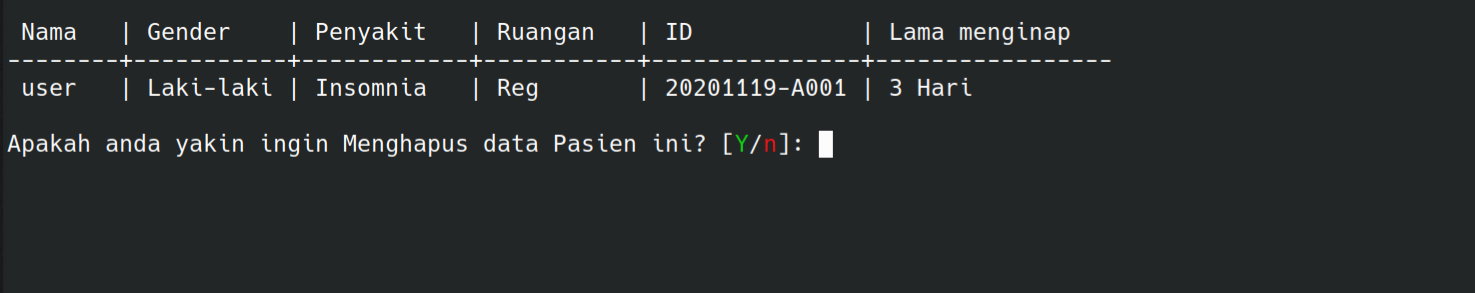 Nama   | Gender    | Penyakit   | Ruangan   | ID            | Lama menginap
--------+-----------+------------+-----------+---------------+-----------------
user   | Laki-laki | Insomnia   | Reg       | 20201119-A001 | 3 Hari
Apakah anda yakin ingin Menghapus data Pasien ini? [Y/n]: